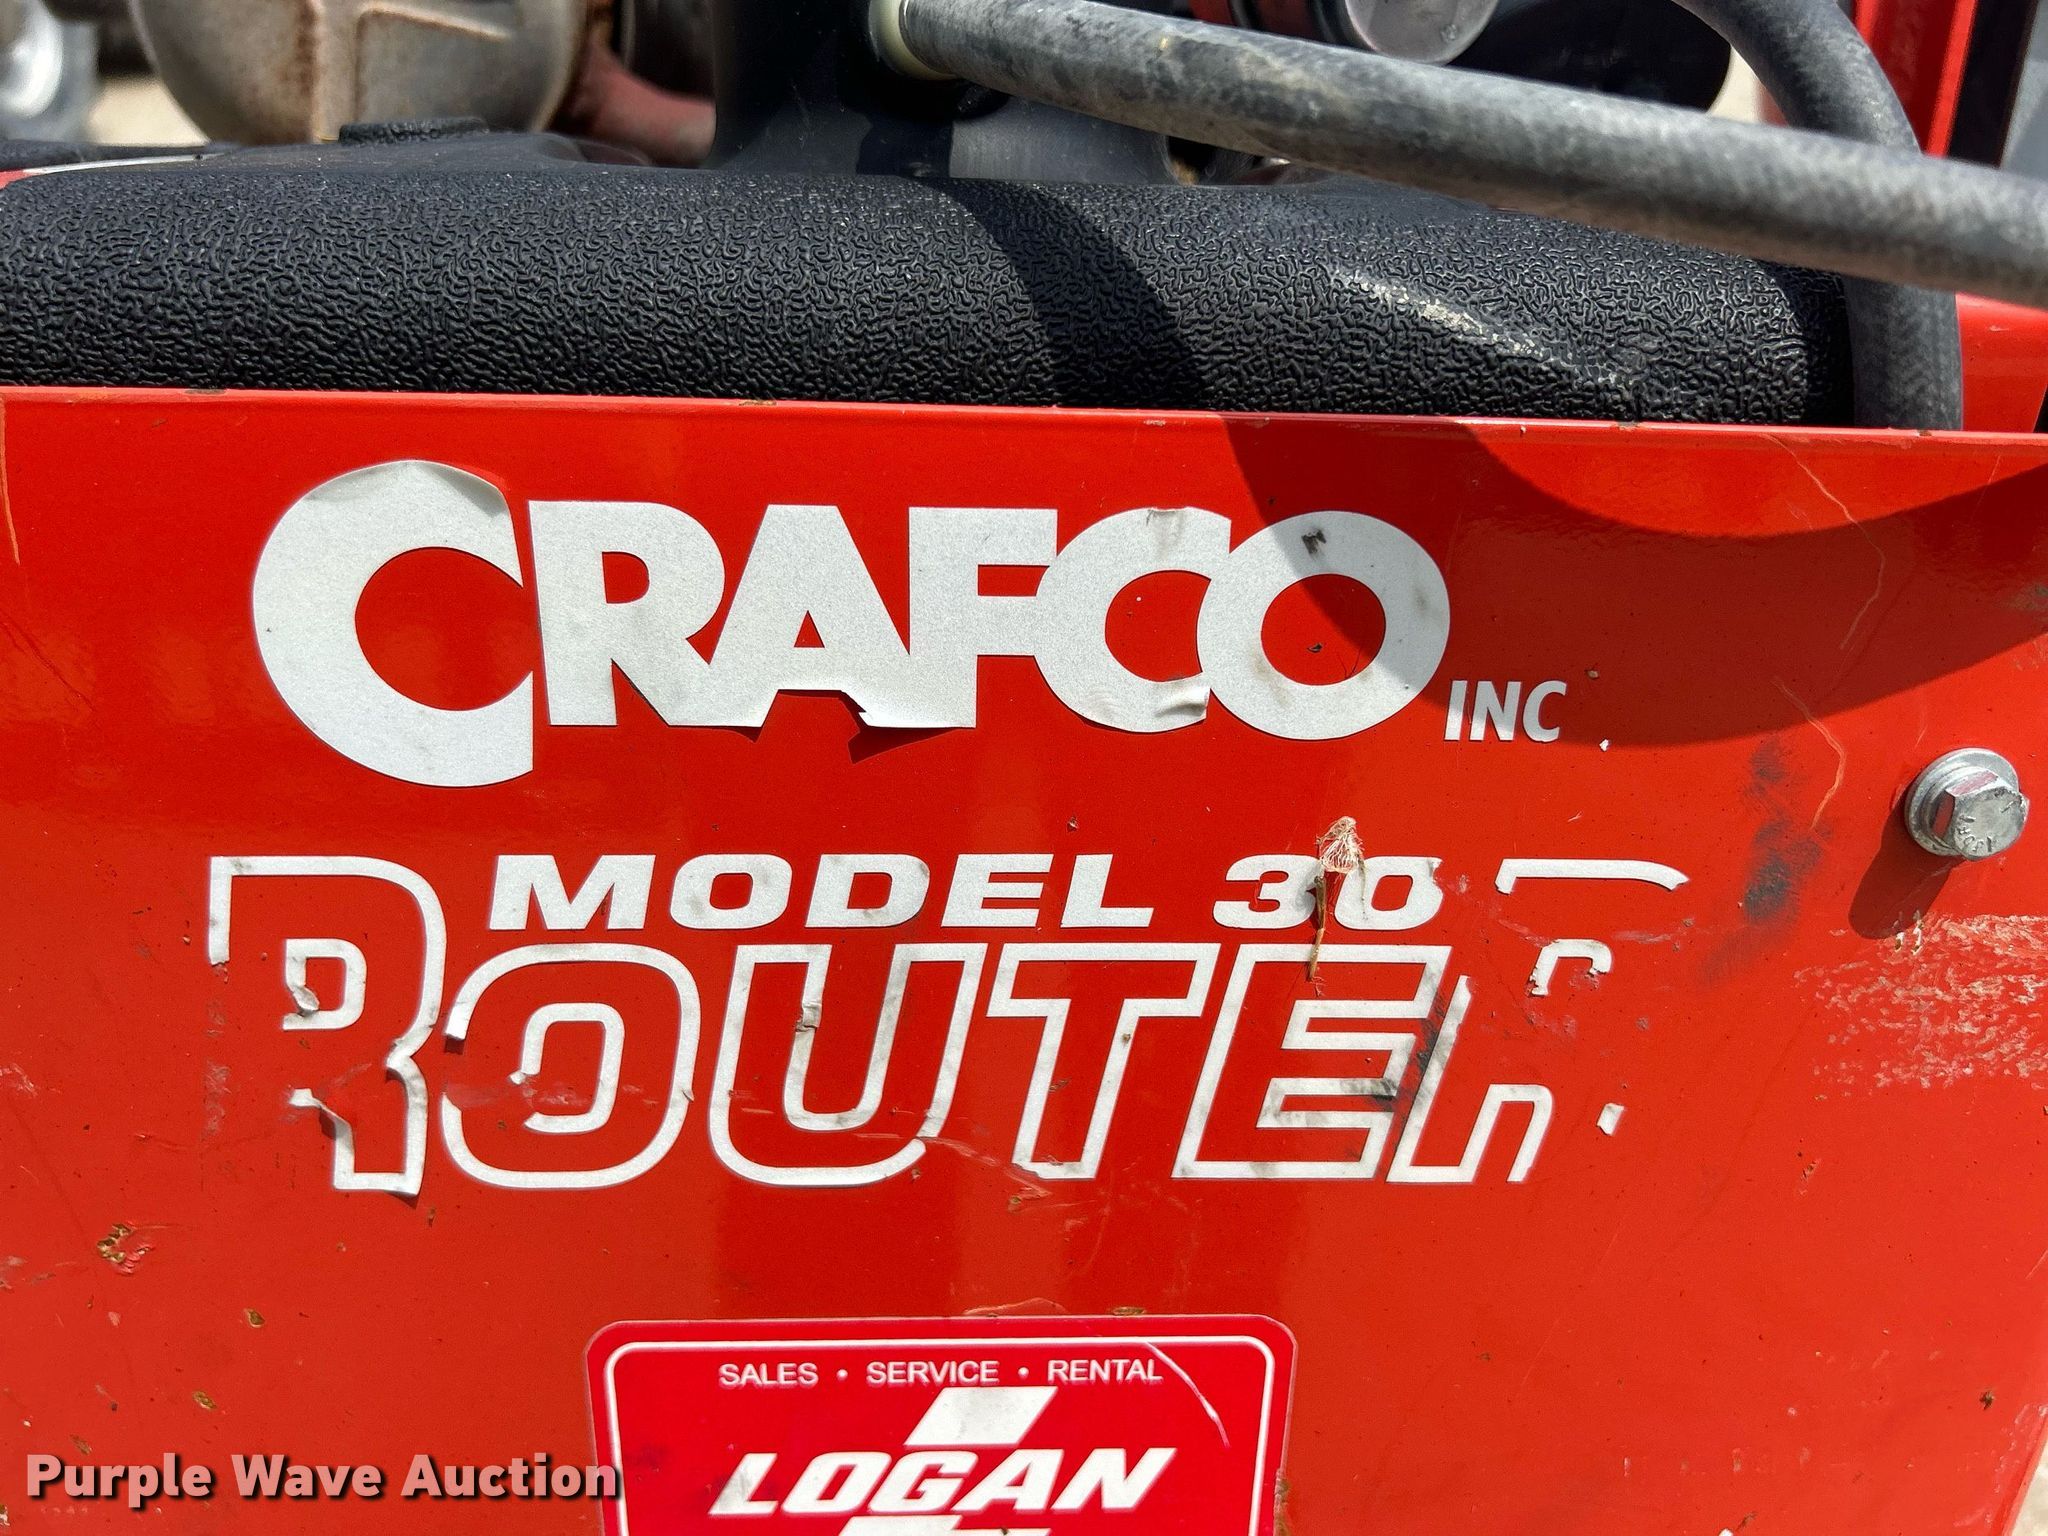 CRAFCO INC
MODEL 30
ROUTER
SALES • SERVICE • RENTAL
LOGAN
Purple Wave Auction